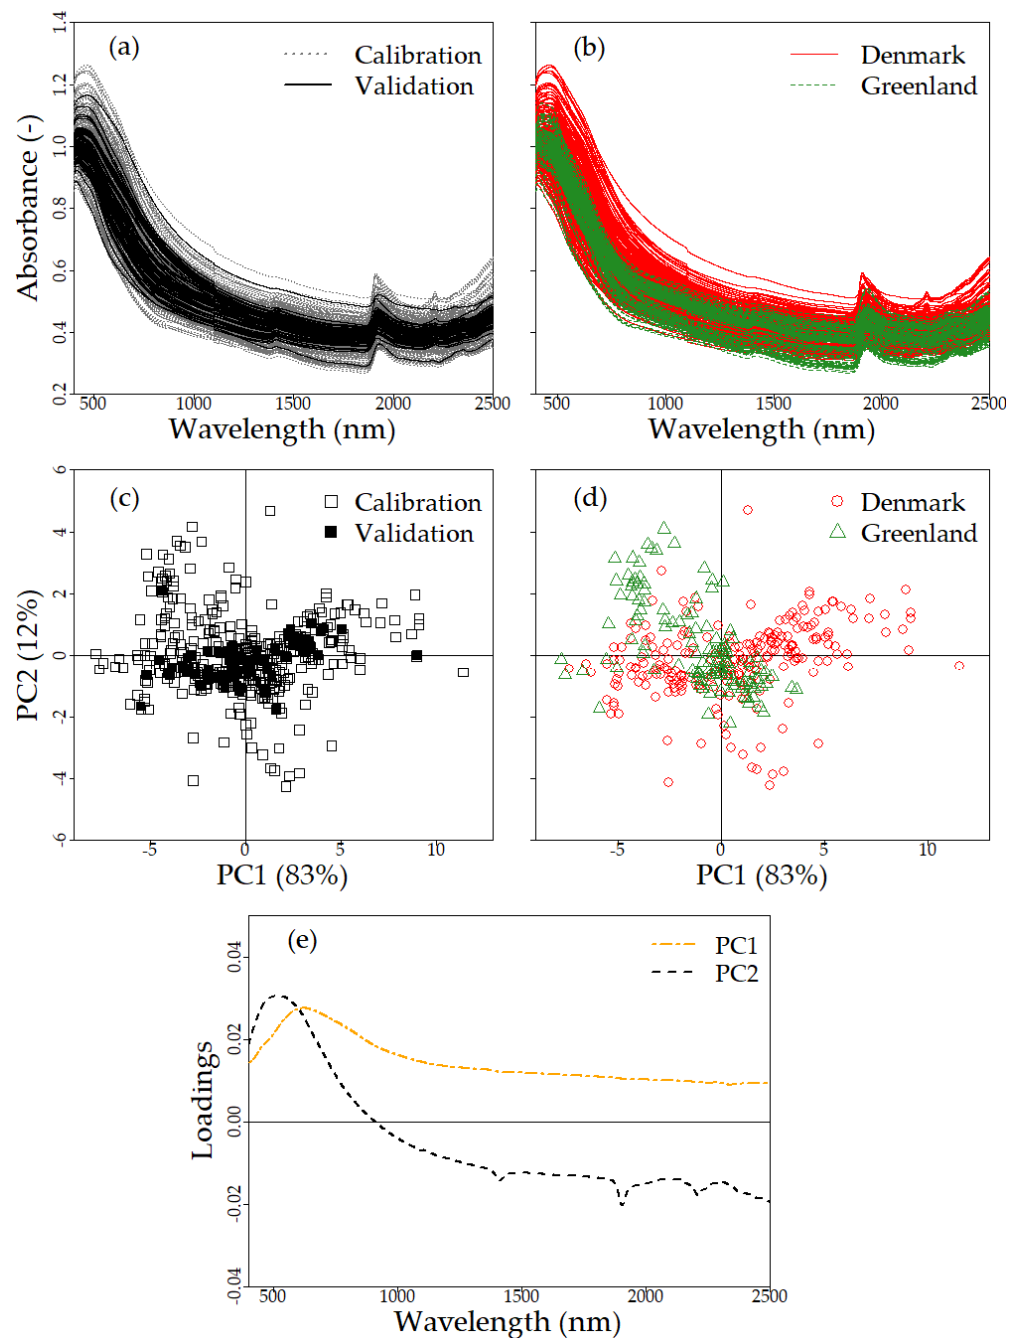 (a)
Calibration
Validation
1.4
1.2
1.0
0.8
0.6
0.4
0.2
Absorbance (-)
500
1000
1500
2000
2500
Wavelength (nm)
(b)
Denmark
Greenland
500
1000
1500
2000
2500
Wavelength (nm)
(c)
Calibration
Validation
6
4
2
0
-2
-4
-6
PC2 (12%)
-5
0
5
10
PC1 (83%)
(d)
Denmark
Greenland
-5
0
5
10
PC1 (83%)
(e)
PC1
PC2
0.04
0.02
0.00
-0.02
-0.04
Loadings
500
1000
1500
2000
2500
Wavelength (nm)